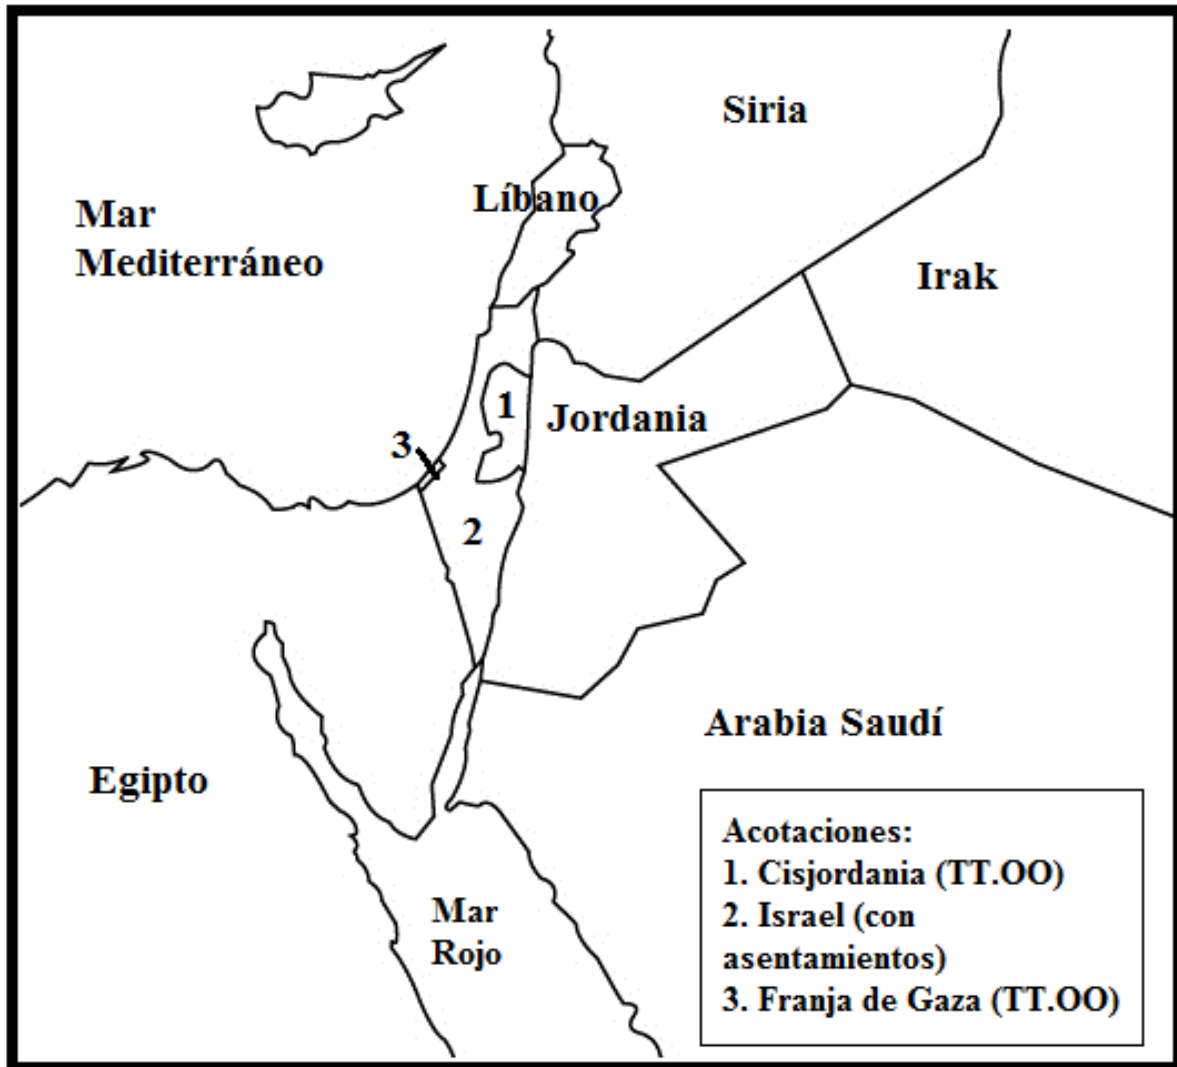 Siria
Líbano
Mar
Mediterráneo
Irak
1
Jordania
3
2
Arabia Saudí
Egipto
Mar
Rojo
Acotaciones:
1. Cisjordania (TT.OO)
2. Israel (con
asentamientos)
3. Franja de Gaza (TT.OO)